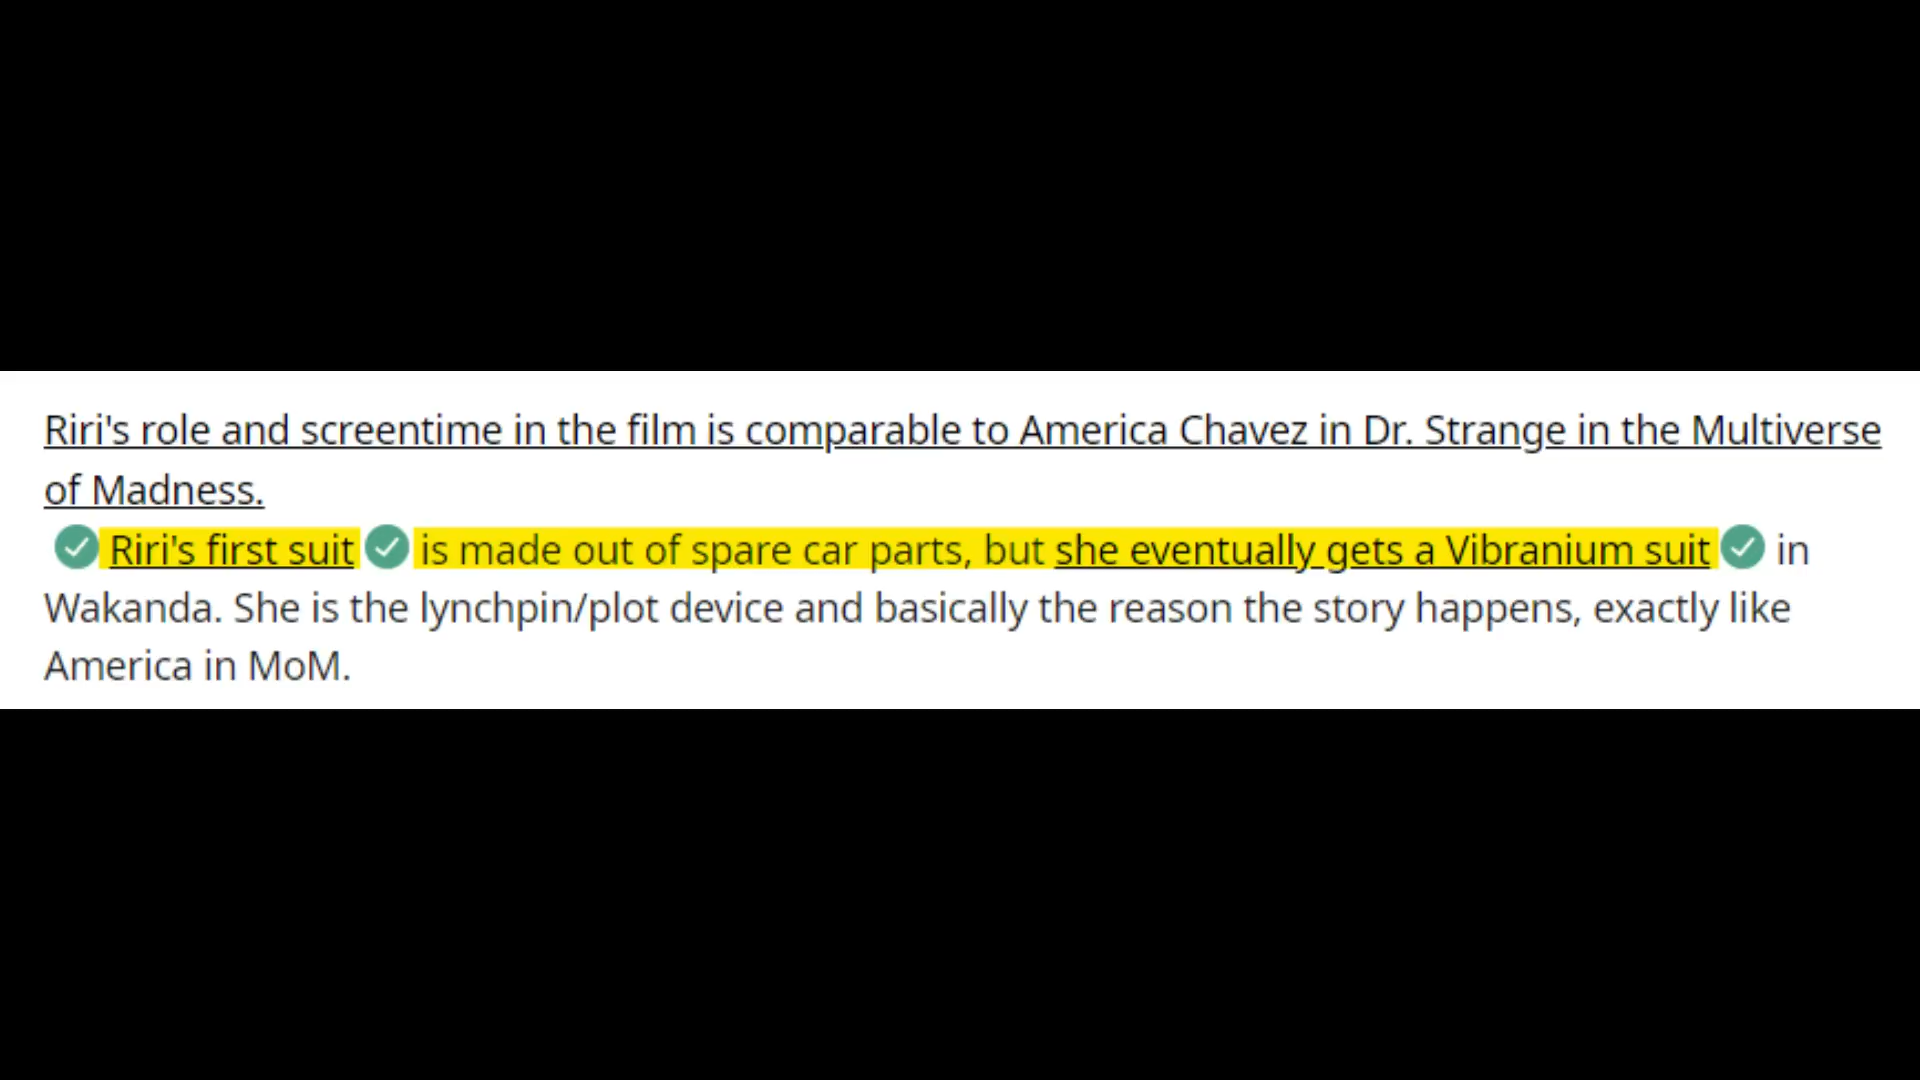 Riri's role and screentime in the film is comparable to America Chavez in Dr. Strange in the Multiverse
of Madness.
Riri's first suit is made out of spare car parts, but she eventually gets a Vibranium suit in
Wakanda. She is the lynchpin/plot device and basically the reason the story happens, exactly like
America in MoM.